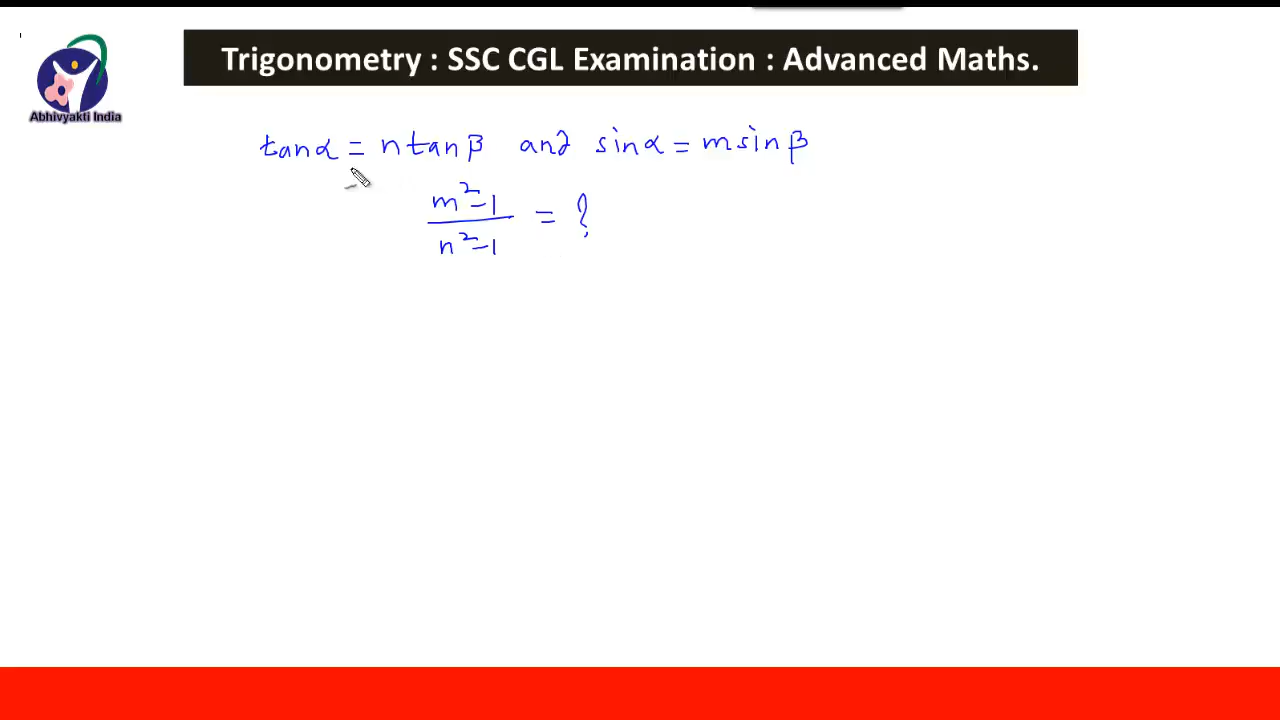 Trigonometry : SSC CGL Examination : Advanced Maths.
Abhivyakti India
tanα = n tanβ and sinα = m sinβ
m²-1
= ?
n²-1